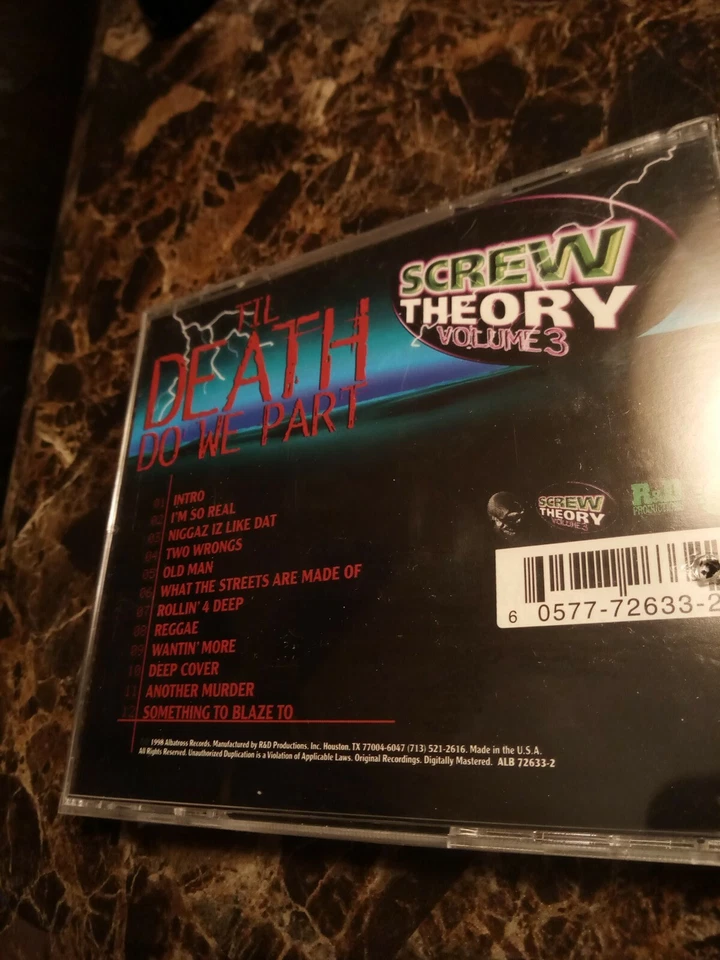 TIL
DEATH
DO WE PART
SCREW
THEORY
VOLUME 3
01 INTRO
02 I'M SO REAL
03 NIGGAZ IZ LIKE DAT
04 TWO WRONGS
05 OLD MAN
06 WHAT THE STREETS ARE MADE OF
07 ROLLIN' 4 DEEP
08 REGGAE
09 WANTIN' MORE
10 DEEP COVER
11 ANOTHER MURDER
12 SOMETHING TO BLAZE TO
SCREW
THEORY
VOLUME 3
R&D
6 0577-72633-2
1998 Albatross Records. Manufactured by R&D Productions, Inc. Houston, TX 77004-6047 (713) 521-2616. Made in the U.S.A.
All Rights Reserved. Unauthorized Duplication is a Violation of Applicable Laws. Original Recordings. Digitally Mastered. ALB 72633-2